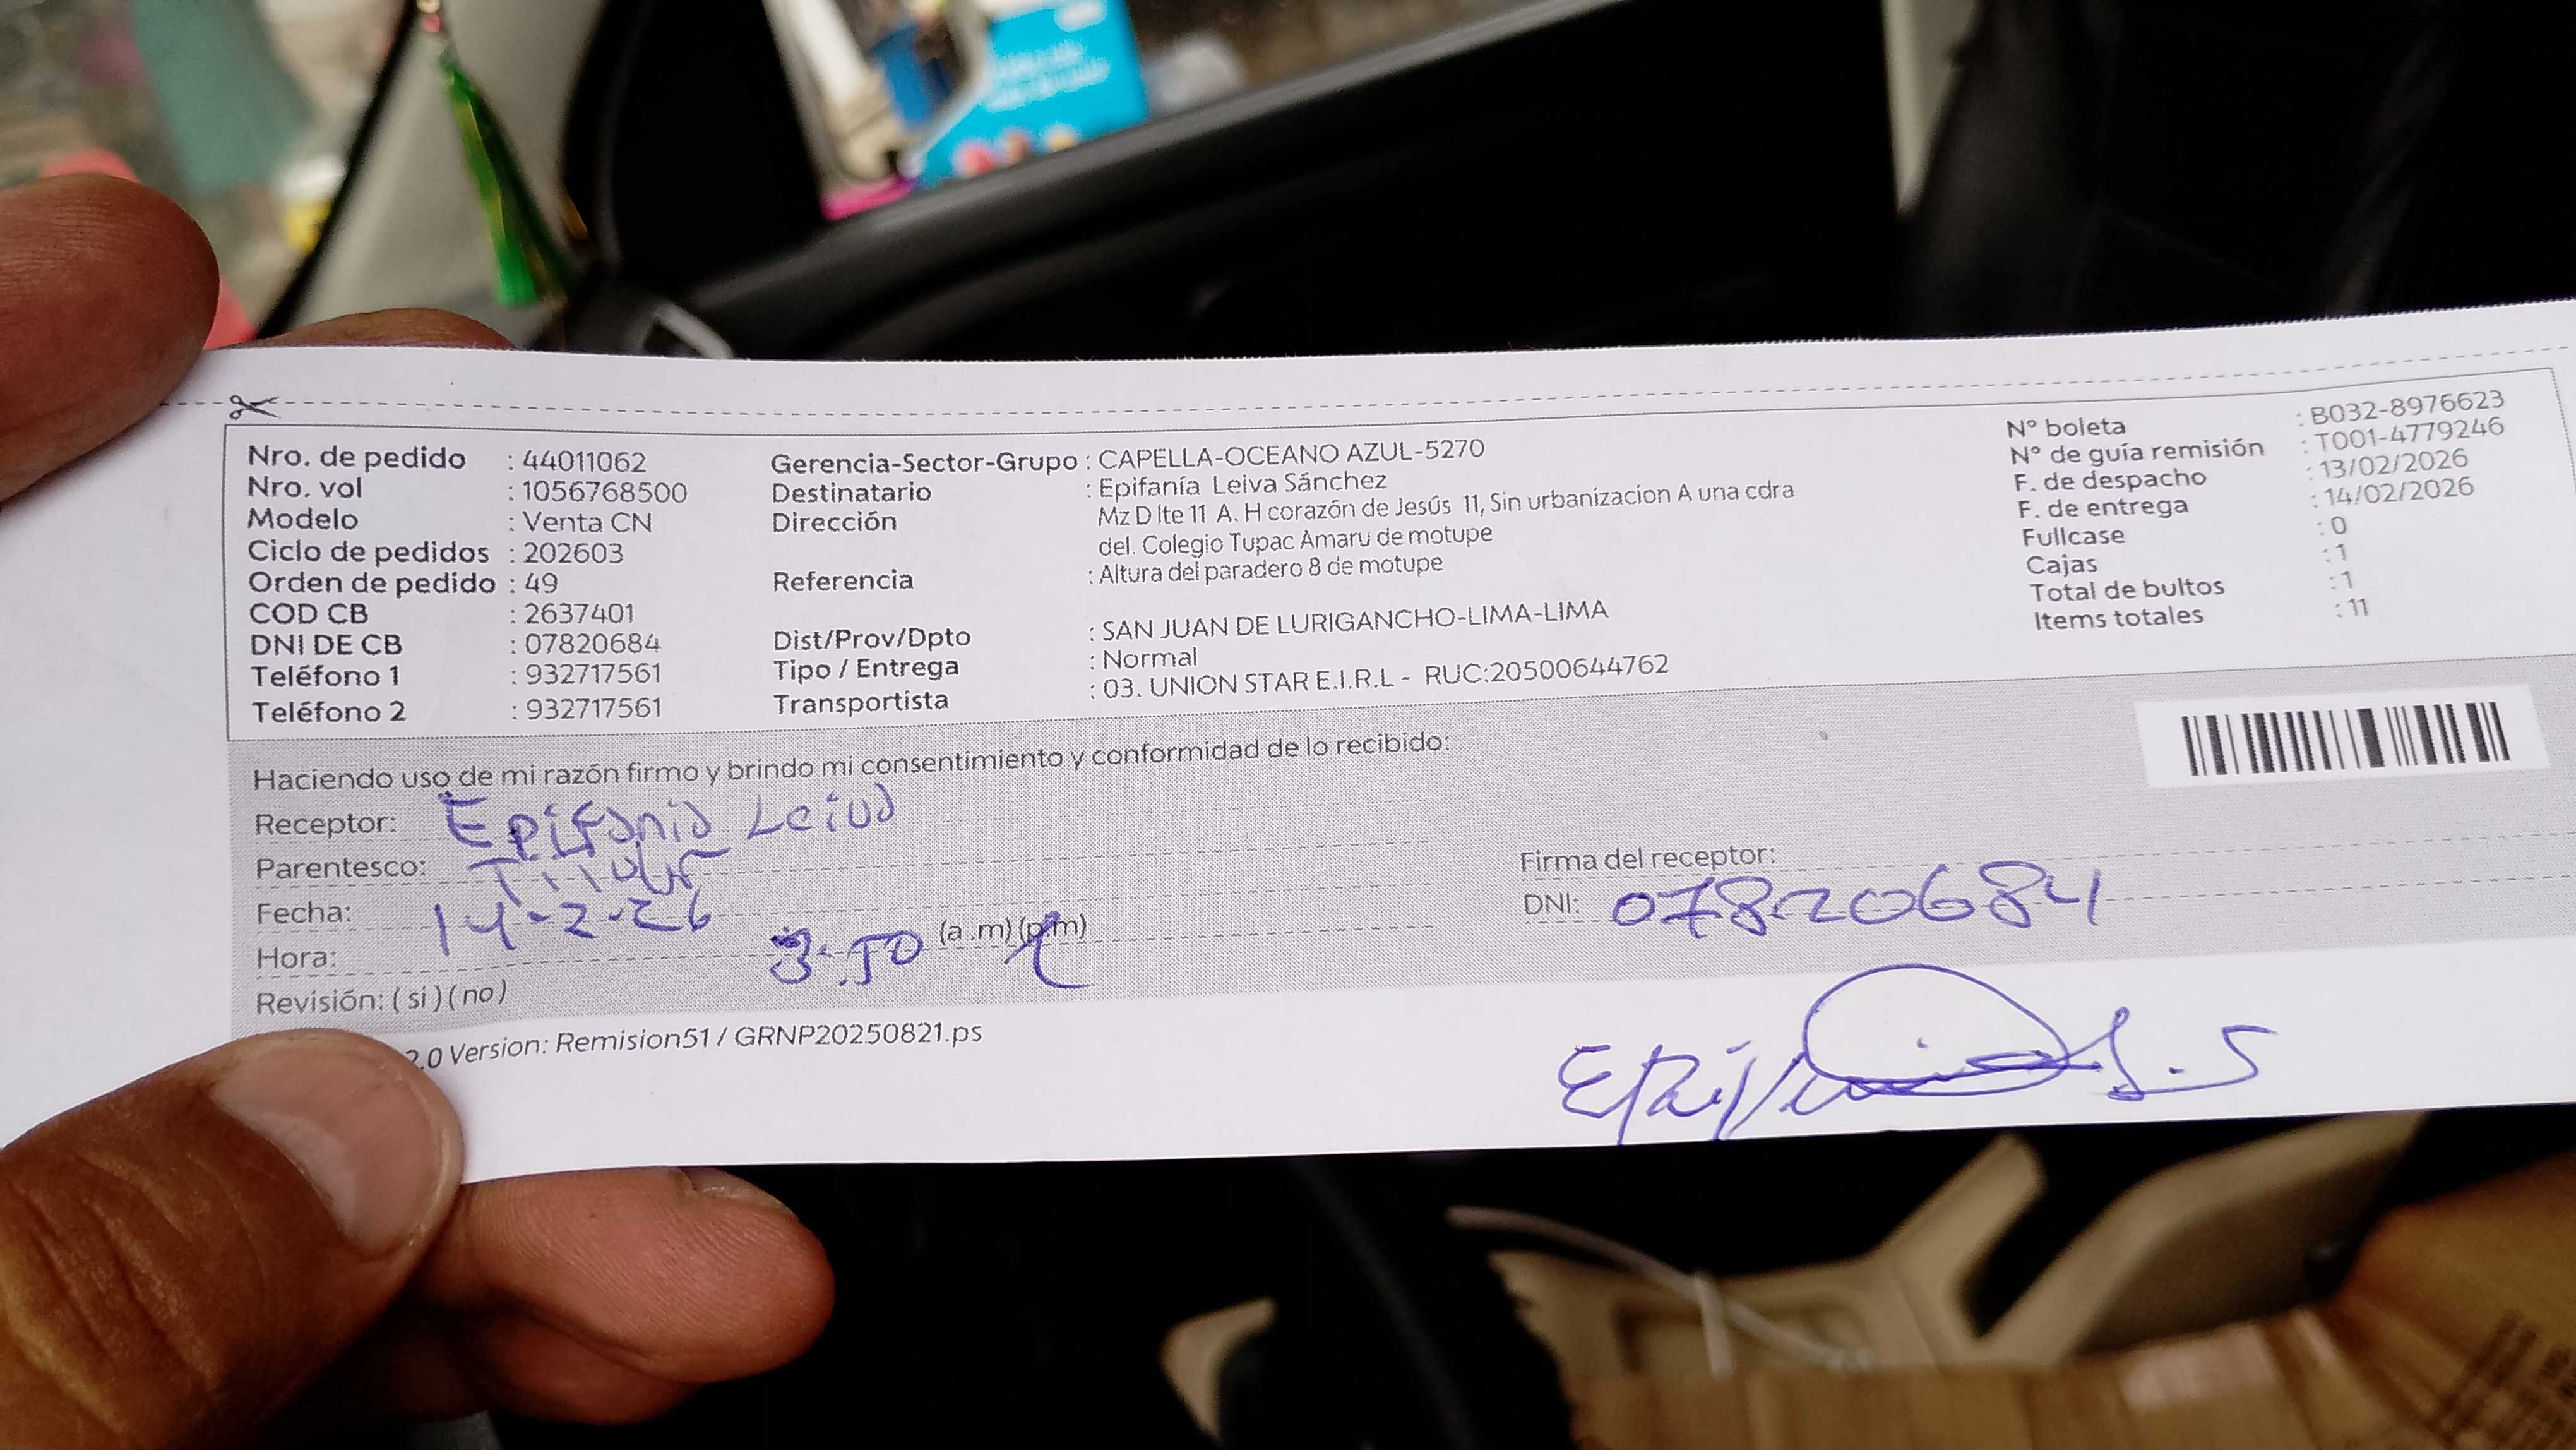 Nro. de pedido : 44011062
Nro. vol : 1056768500
Modelo : Venta CN
Ciclo de pedidos : 202603
Orden de pedido : 49
COD CB : 2637401
DNI DE CB : 07820684
Teléfono 1 : 932717561
Teléfono 2 : 932717561
Gerencia-Sector-Grupo : CAPELLA-OCEANO AZUL-5270
Destinatario : Epifanía Leiva Sánchez
Dirección Mz D lte 11 A. H corazón de Jesús 11, Sin urbanizacion A una cdra
del. Colegio Tupac Amaru de motupe
Referencia : Altura del paradero 8 de motupe
Dist/Prov/Dpto : SAN JUAN DE LURIGANCHO-LIMA-LIMA
Tipo / Entrega : Normal
Transportista : 03. UNION STAR E.I.R.L - RUC:20500644762
N° boleta : B032-8976623
N° de guía remisión : T001-4779246
F. de despacho : 13/02/2026
F. de entrega : 14/02/2026
Fullcase : 0
Cajas : 1
Total de bultos : 1
Items totales : 11
Haciendo uso de mi razón firmo y brindo mi consentimiento y conformidad de lo recibido:
Receptor: Epifania Leiva
Parentesco: Titular
Fecha: 14-2-26
Hora: 3:50 (a.m) (p.m)
Revisión: (si) (no)
Firma del receptor:
DNI: 07820684
2.0 Version: Remision51 / GRNP20250821.ps